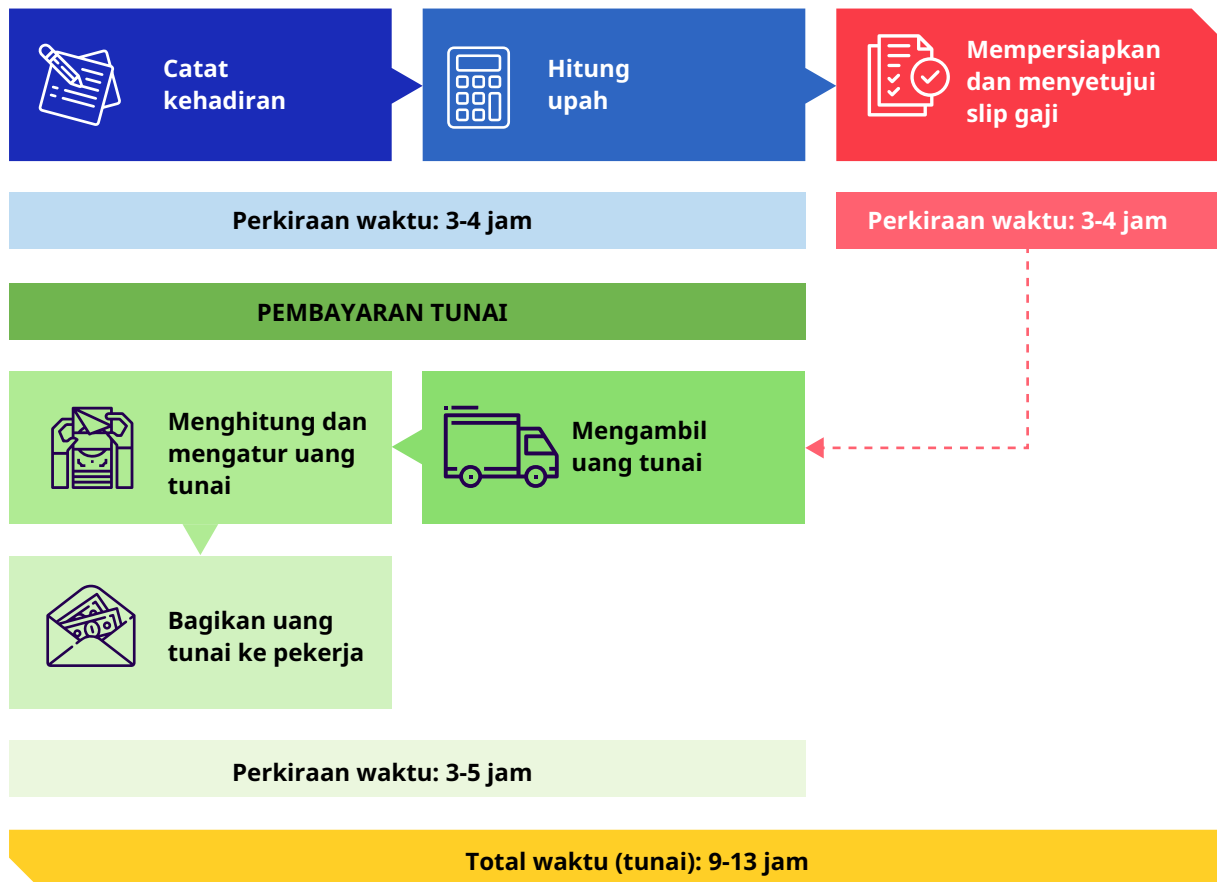 Catat
kehadiran
Hitung
upah
Mempersiapkan
dan menyetujui
slip gaji
Perkiraan waktu: 3-4 jam
Perkiraan waktu: 3-4 jam
PEMBAYARAN TUNAI
Mengambil
uang tunai
Menghitung dan
mengatur uang
tunai
Bagikan uang
tunai ke pekerja
Perkiraan waktu: 3-5 jam
Total waktu (tunai): 9-13 jam